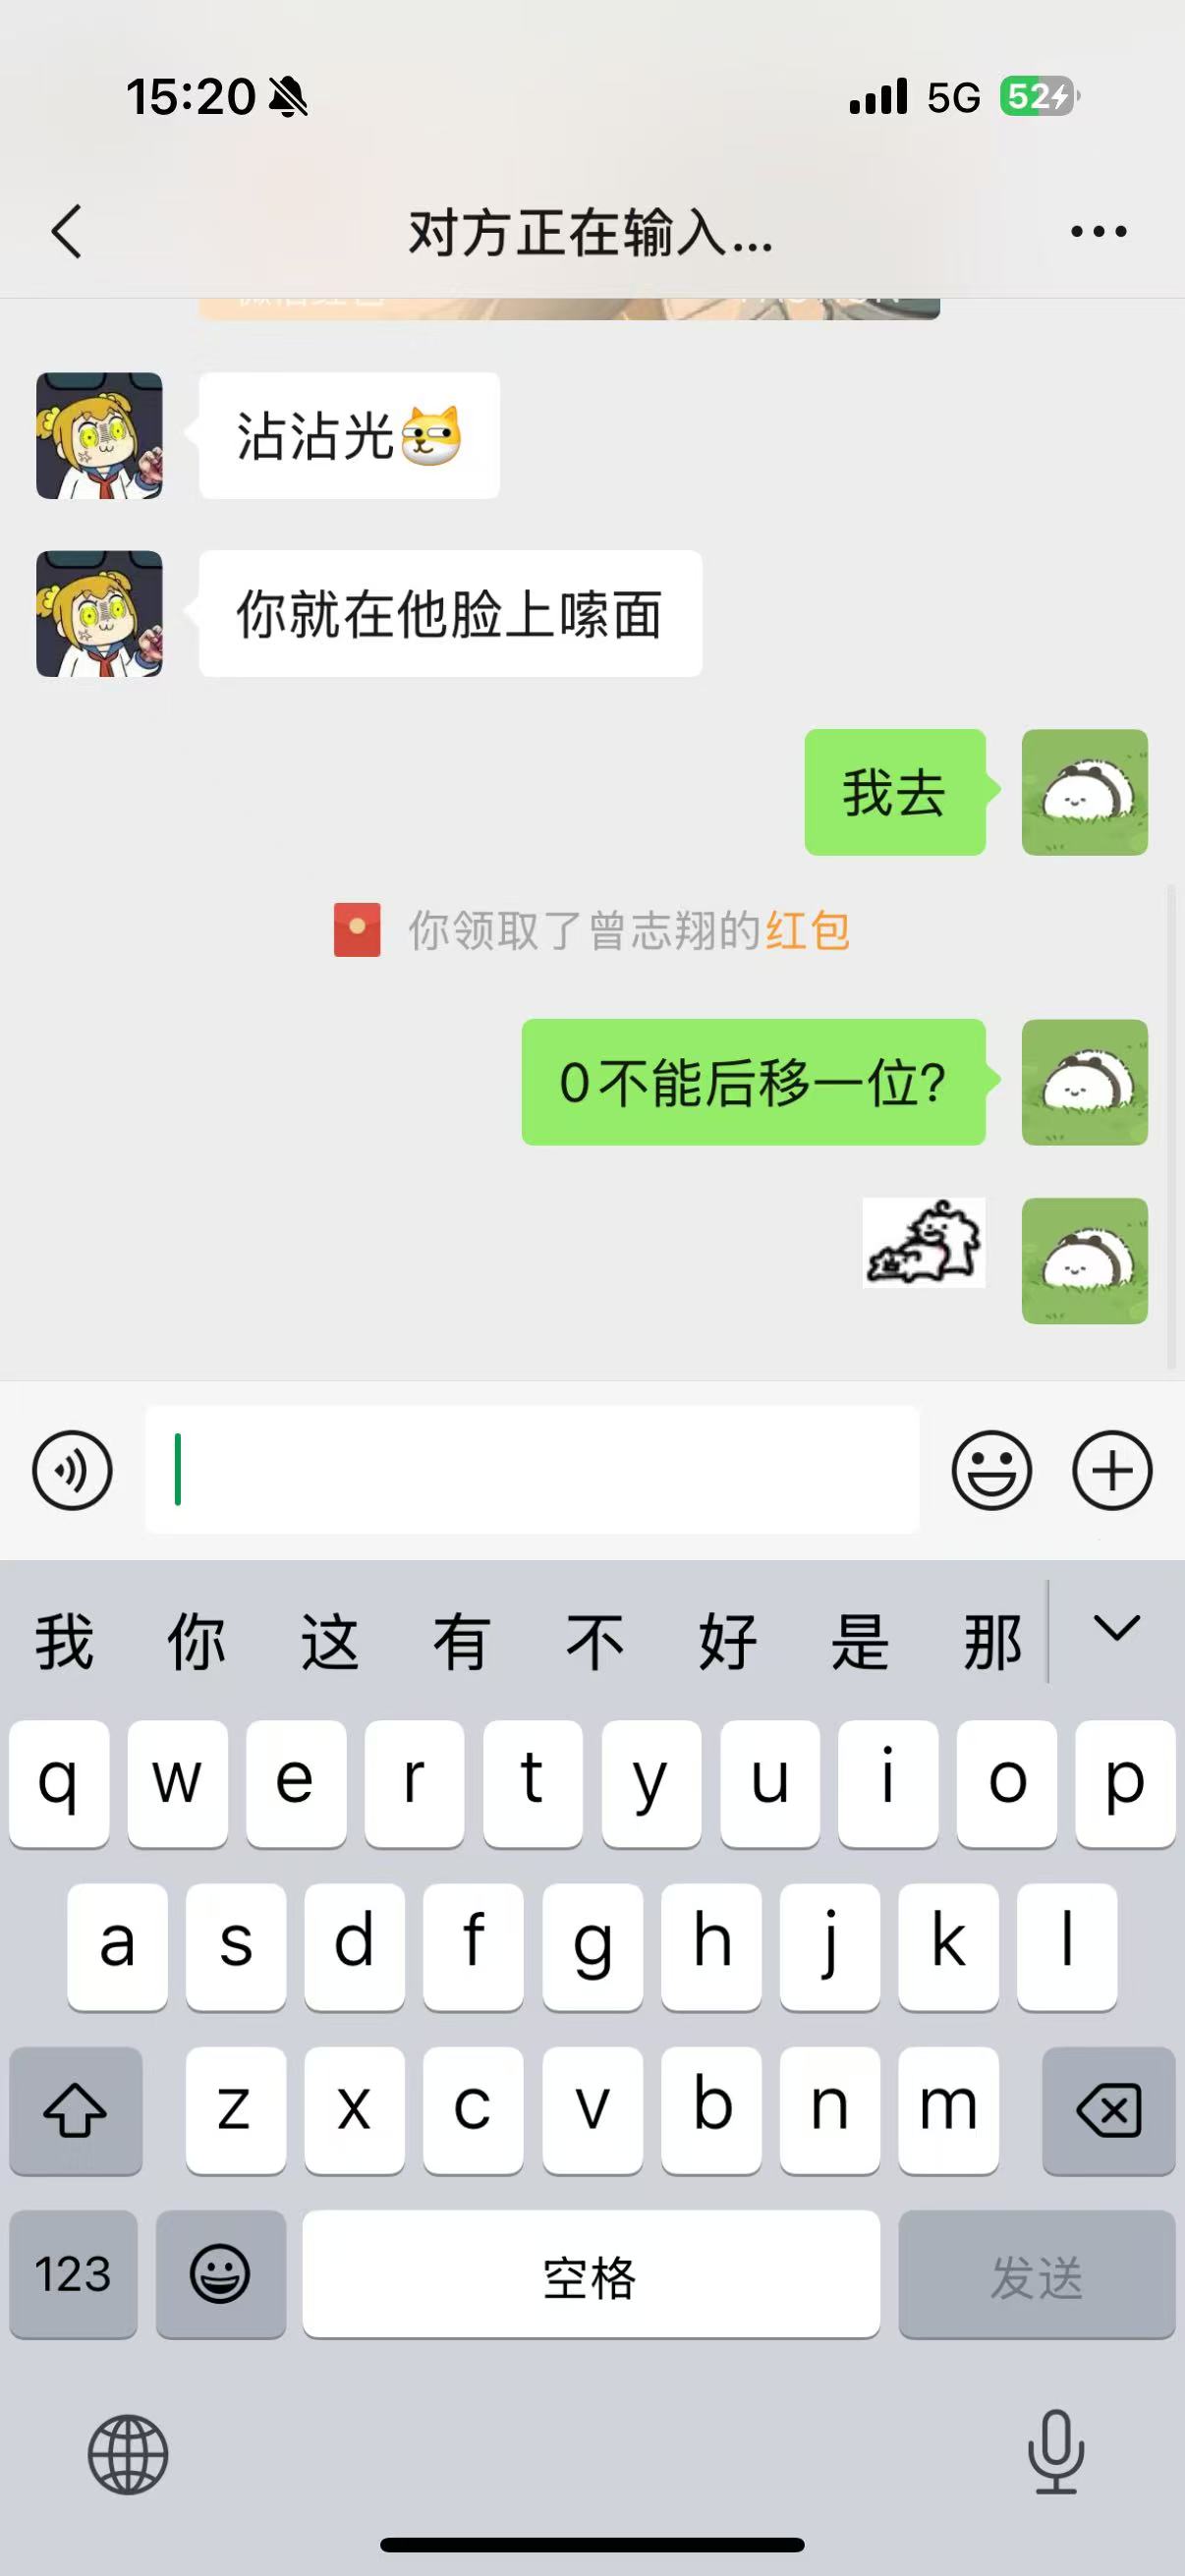 15:20
5G
52
对方正在输入...
沾沾光
你就在他脸上嗦面
我去
你领取了曾志翔的红包
0不能后移一位?
我 你 这 有 不 好 是 那
q w e r t y u i o p
a s d f g h j k l
z x c v b n m
123
空格
发送